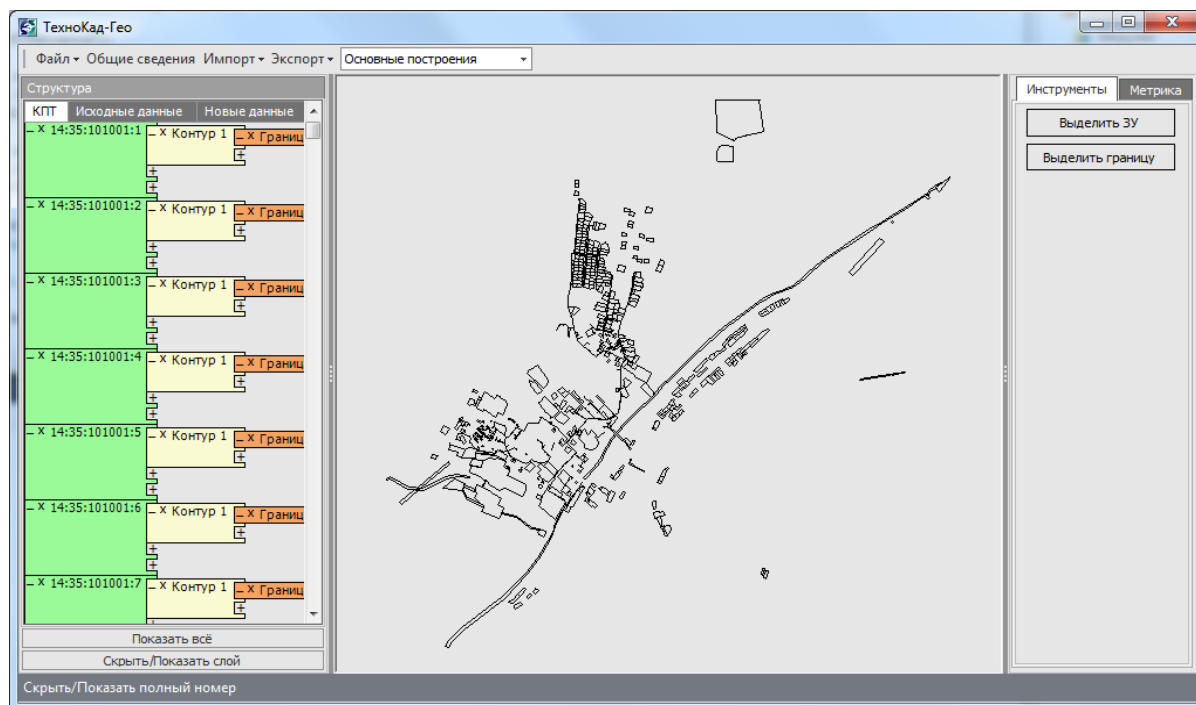 ТехноКад-Гео
Файл Общие сведения Импорт Экспорт Основные построения
Структура
КПТ Исходные данные Новые данные
14:35:101001:1 Контур 1 Границ
14:35:101001:2 Контур 1 Границ
14:35:101001:3 Контур 1 Границ
14:35:101001:4 Контур 1 Границ
14:35:101001:5 Контур 1 Границ
14:35:101001:6 Контур 1 Границ
14:35:101001:7 Контур 1 Границ
Показать всё
Скрыть/Показать слой
Скрыть/Показать полный номер
Инструменты Метрика
Выделить ЗУ
Выделить границу